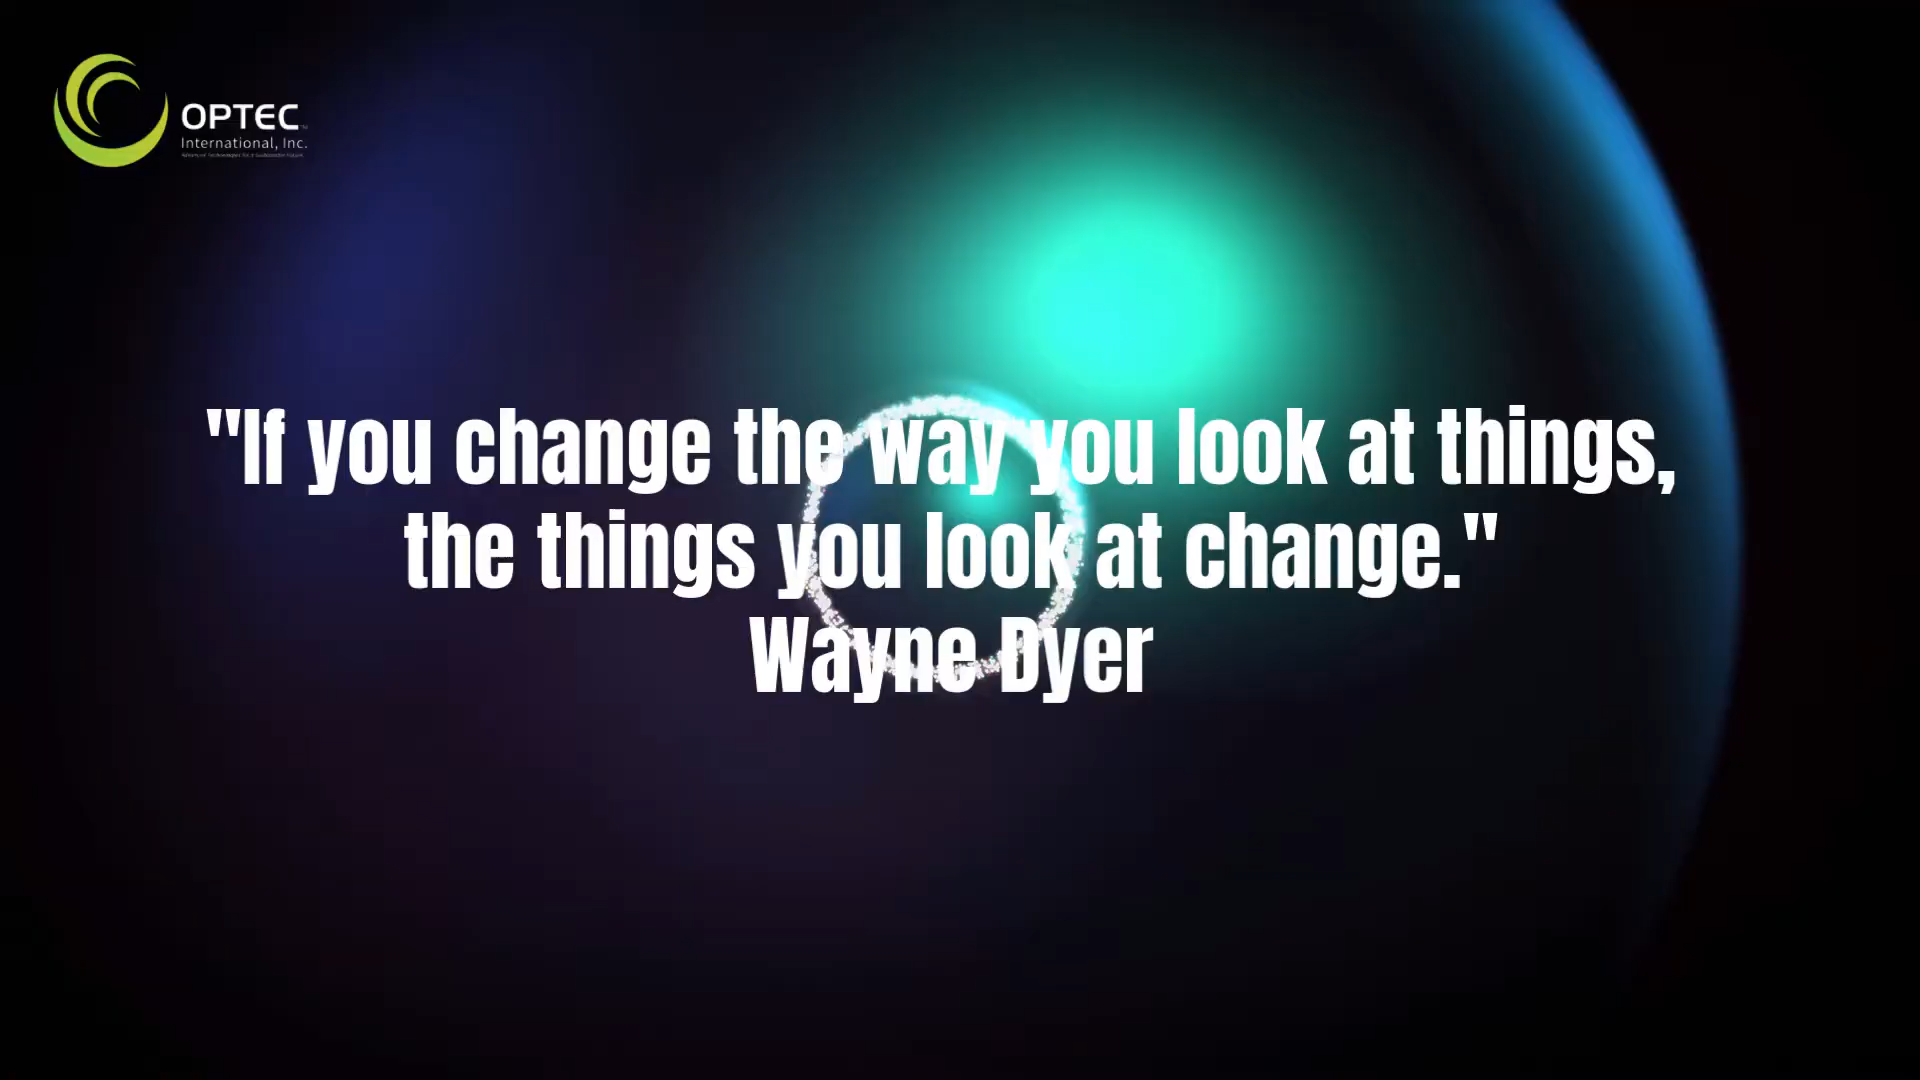 OPTEC
International, Inc.
"If you change the way you look at things,
the things you look at change."
Wayne Dyer